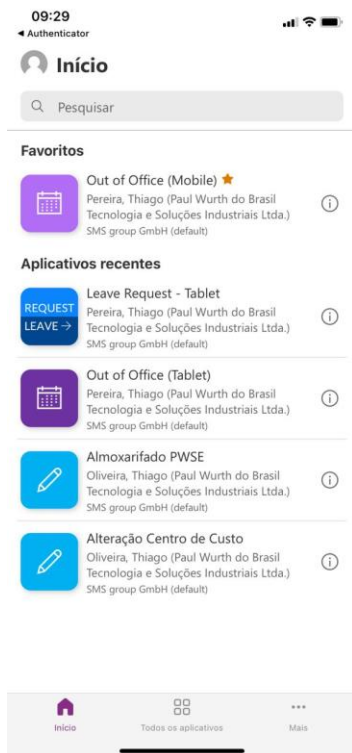 09:29
◀ Authenticator
Início
Pesquisar
Favoritos
Out of Office (Mobile)
Pereira, Thiago (Paul Wurth do Brasil
Tecnologia e Soluções Industriais Ltda.)
SMS group GmbH (default)
Aplicativos recentes
REQUEST
LEAVE →
Leave Request - Tablet
Pereira, Thiago (Paul Wurth do Brasil
Tecnologia e Soluções Industriais Ltda.)
SMS group GmbH (default)
Out of Office (Tablet)
Pereira, Thiago (Paul Wurth do Brasil
Tecnologia e Soluções Industriais Ltda.)
SMS group GmbH (default)
Almoxarifado PWSE
Oliveira, Thiago (Paul Wurth do Brasil
Tecnologia e Soluções Industriais Ltda.)
SMS group GmbH (default)
Alteração Centro de Custo
Oliveira, Thiago (Paul Wurth do Brasil
Tecnologia e Soluções Industriais Ltda.)
SMS group GmbH (default)
Início
Todos os aplicativos
Mais